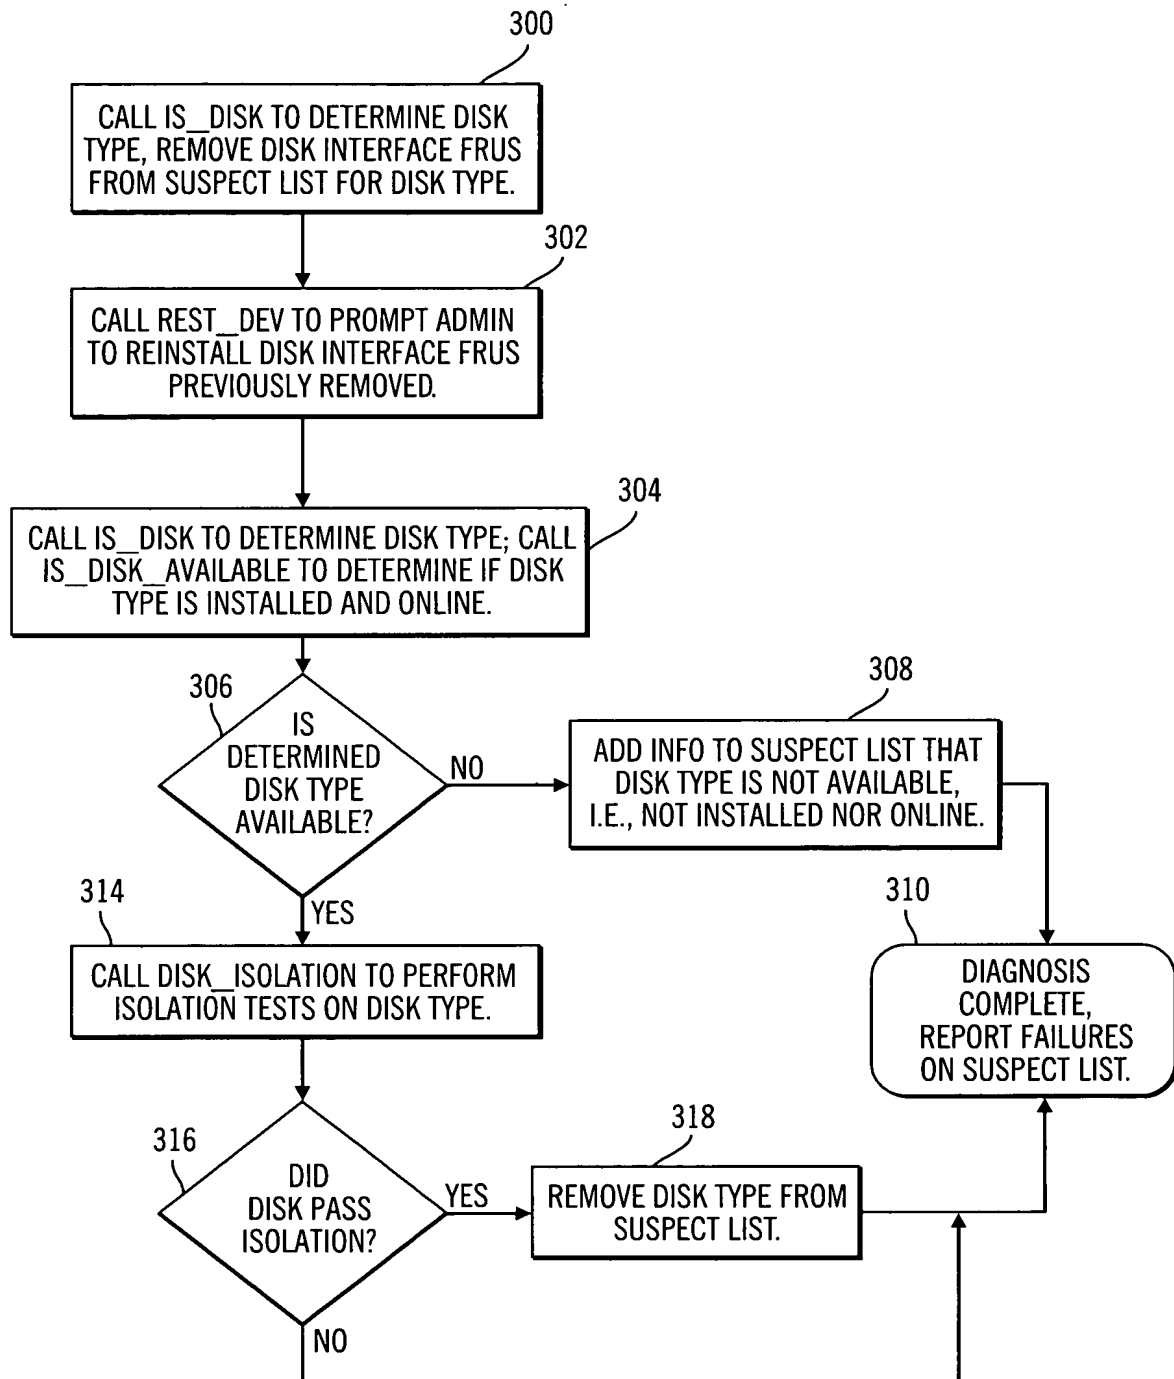 300
CALL IS_DISK TO DETERMINE DISK
TYPE, REMOVE DISK INTERFACE FRUS
FROM SUSPECT LIST FOR DISK TYPE.
302
CALL REST_DEV TO PROMPT ADMIN
TO REINSTALL DISK INTERFACE FRUS
PREVIOUSLY REMOVED.
304
CALL IS_DISK TO DETERMINE DISK TYPE; CALL
IS_DISK_AVAILABLE TO DETERMINE IF DISK
TYPE IS INSTALLED AND ONLINE.
306
IS
DETERMINED
DISK TYPE
AVAILABLE?
NO
308
ADD INFO TO SUSPECT LIST THAT
DISK TYPE IS NOT AVAILABLE,
I.E., NOT INSTALLED NOR ONLINE.
YES
310
DIAGNOSIS
COMPLETE,
REPORT FAILURES
ON SUSPECT LIST.
314
CALL DISK_ISOLATION TO PERFORM
ISOLATION TESTS ON DISK TYPE.
316
DID
DISK PASS
ISOLATION?
YES
318
REMOVE DISK TYPE FROM
SUSPECT LIST.
NO